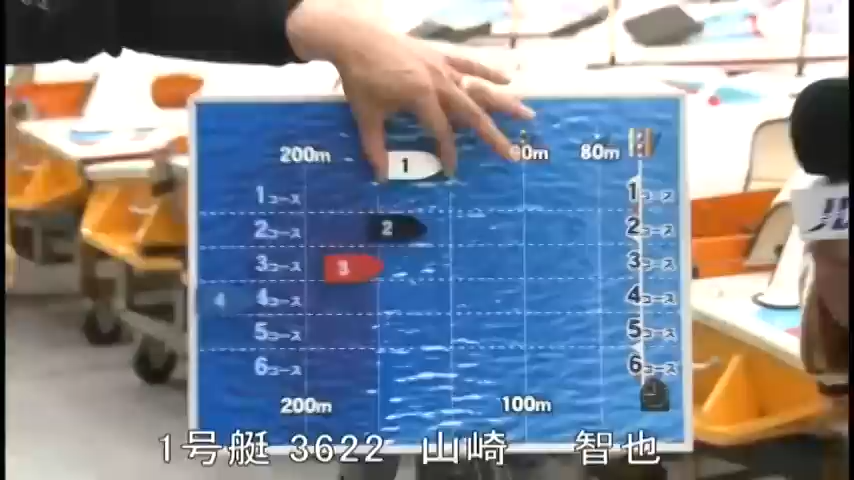 200m 1 90m 80m
1コース 1コース
2コース 2 2コース
3コース 3 3コース
4 4コース 4コース
5コース 5コース
6コース 6コース
200m 100m
1号艇 3622 山崎 智也